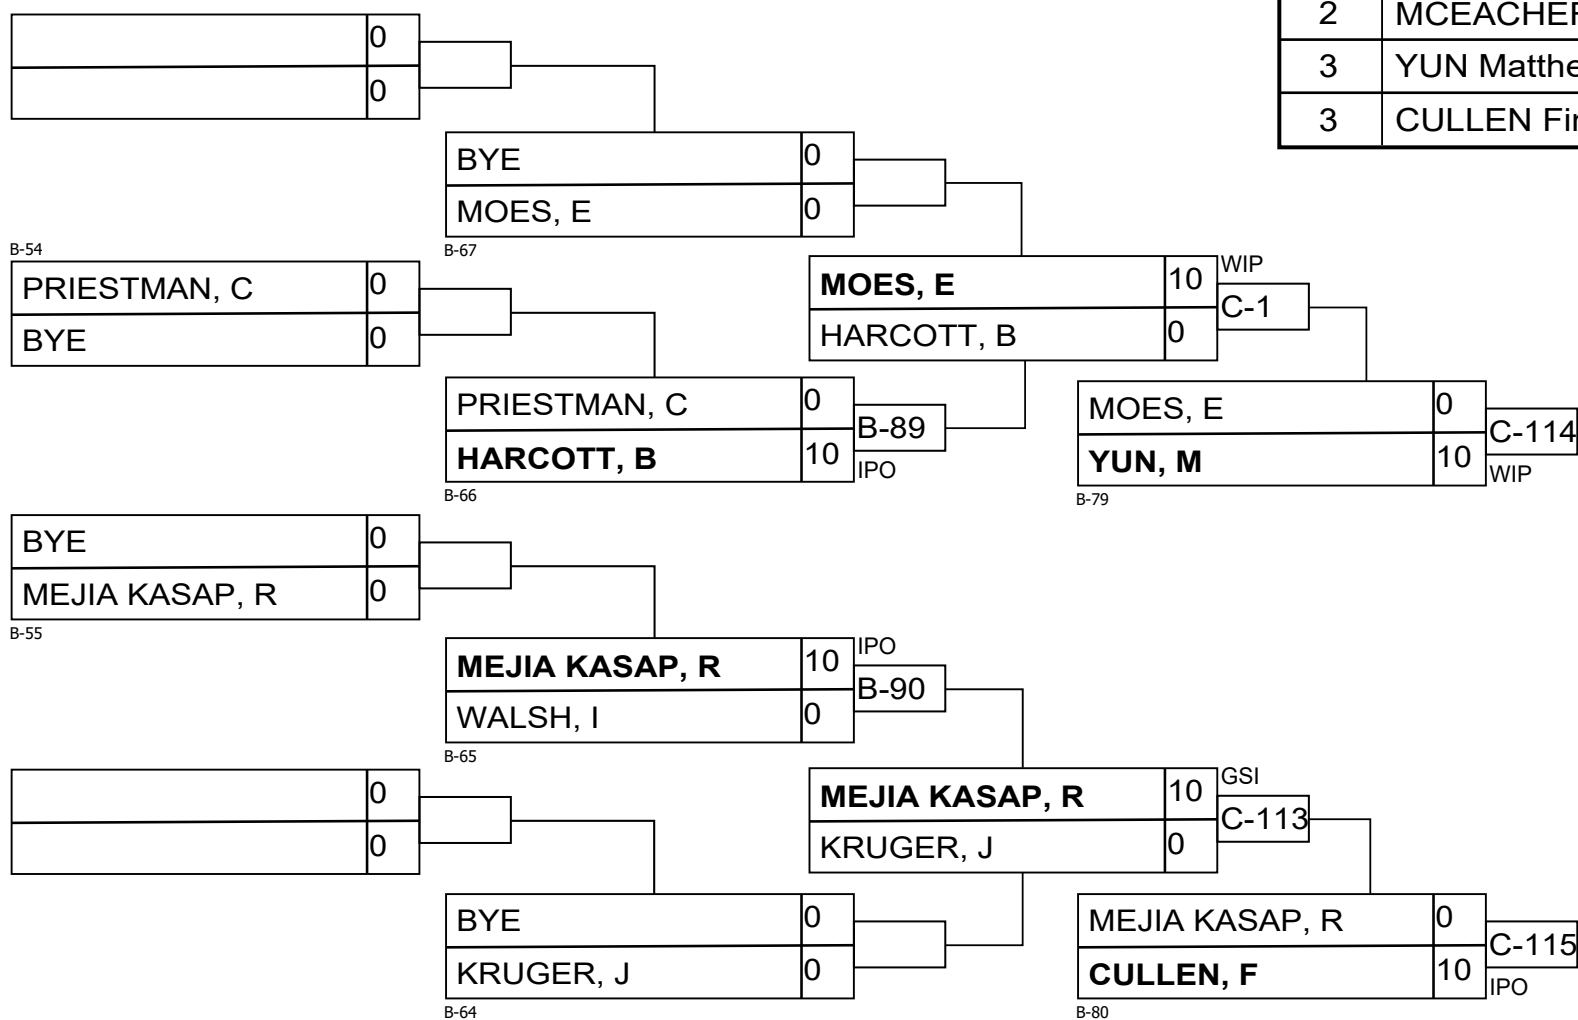 2 MCEACHER
3 YUN Matthe
3 CULLEN Fin
0
0
BYE 0
MOES, E 0
B-67
B-54
PRIESTMAN, C 0
BYE 0
MOES, E 10 WIP
C-1
HARCOTT, B 0
PRIESTMAN, C 0
B-89
HARCOTT, B 10 IPO
B-66
MOES, E 0
C-114
YUN, M 10 WIP
B-79
BYE 0
MEJIA KASAP, R 0
B-55
MEJIA KASAP, R 10 IPO
B-90
WALSH, I 0
B-65
0
0
MEJIA KASAP, R 10 GSI
C-113
KRUGER, J 0
BYE 0
KRUGER, J 0
B-64
MEJIA KASAP, R 0
C-115
CULLEN, F 10 IPO
B-80